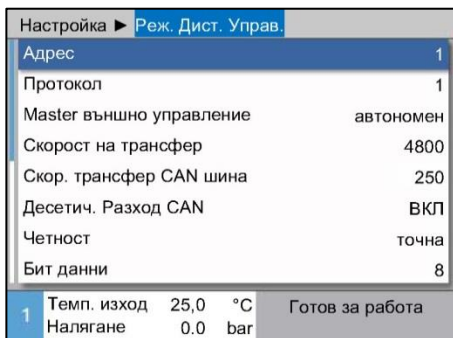 Настройка ► Реж. Дист. Управ.
Адрес 1
Протокол 1
Master външно управление автономен
Скорост на трансфер 4800
Скор. трансфер CAN шина 250
Десетич. Разход CAN ВКЛ
Четност точна
Бит данни 8
1 Темп. изход 25,0 °C Готов за работа
Налягане 0.0 bar